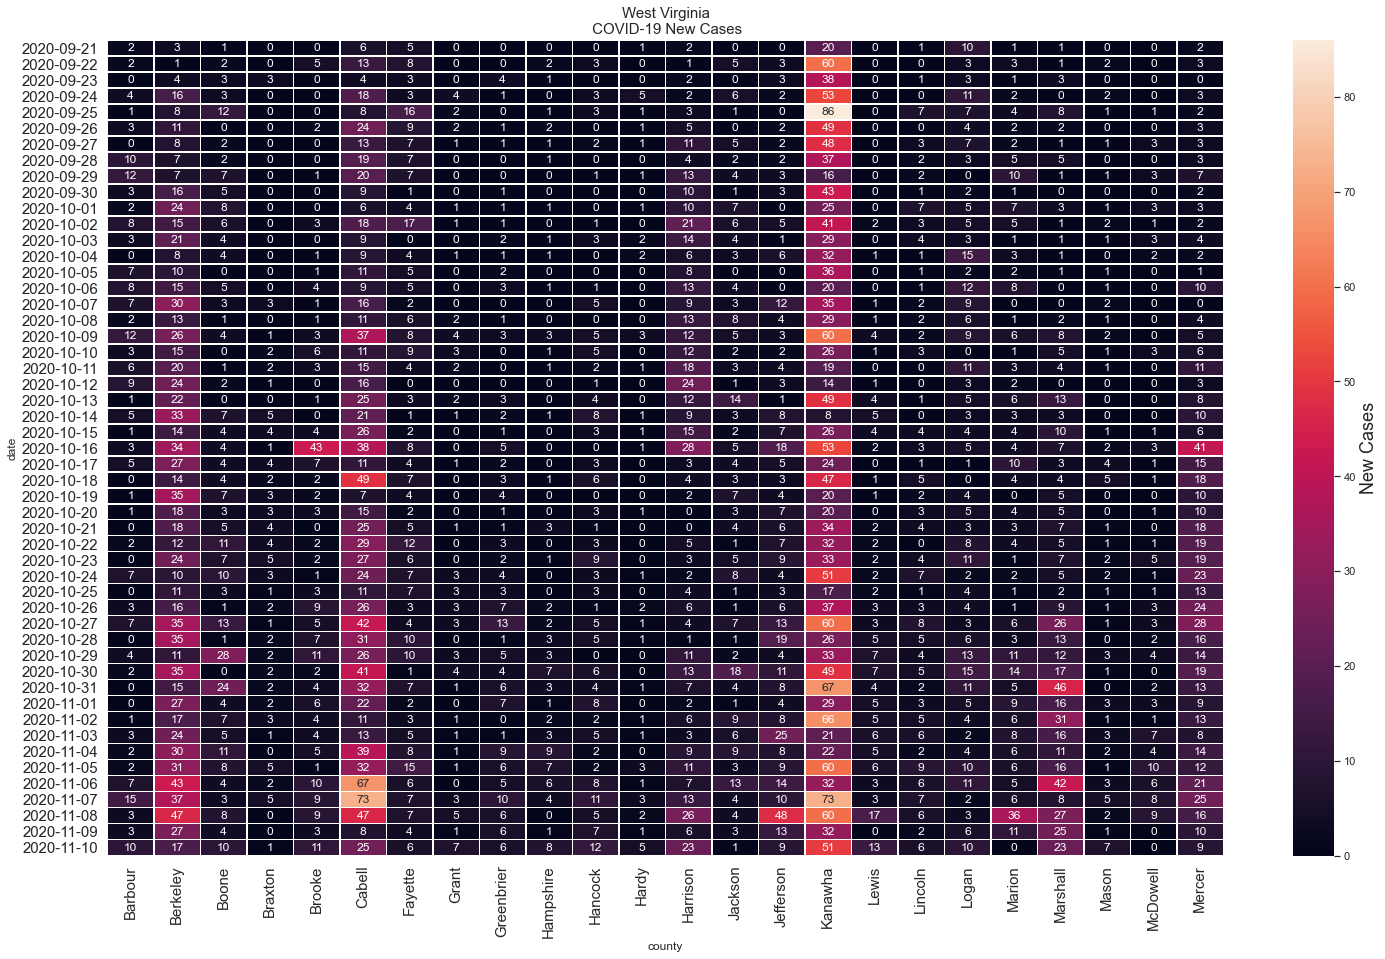 West Virginia
COVID-19 New Cases
2020-09-21 2 3 1 0 0 6 5 0 0 0 0 1 2 0 0 20 0 1 10 1 1 0 0 2
2020-09-22 2 1 2 0 5 13 8 0 0 2 3 0 1 5 3 60 0 0 3 3 1 2 0 3
2020-09-23 0 4 3 3 0 4 3 0 4 1 0 0 2 0 3 38 0 1 3 1 3 0 0 0
2020-09-24 4 16 3 0 0 18 3 4 1 0 3 5 2 6 2 53 0 0 11 2 0 2 0 3
2020-09-25 1 8 12 0 0 8 16 2 0 1 3 1 3 1 0 86 0 7 7 4 8 1 1 2
2020-09-26 3 11 0 0 2 24 9 2 1 2 0 1 5 0 2 49 0 0 4 2 2 0 0 3
2020-09-27 0 8 2 0 0 13 7 1 1 1 2 1 11 5 2 48 0 3 7 2 1 1 3 3
2020-09-28 10 7 2 0 0 19 7 0 0 1 0 0 4 2 2 37 0 2 3 5 5 0 0 3
2020-09-29 12 7 7 0 1 20 7 0 0 0 1 1 13 4 3 16 0 2 0 10 1 1 3 7
2020-09-30 3 16 5 0 0 9 1 0 1 0 0 0 10 1 3 43 0 1 2 1 0 0 0 2
2020-10-01 2 24 8 0 0 6 4 1 1 1 0 1 10 7 0 25 0 7 5 7 3 1 3 3
2020-10-02 8 15 6 0 3 18 17 1 1 0 1 0 21 6 5 41 2 3 5 5 1 2 1 2
2020-10-03 3 21 4 0 0 9 0 0 2 1 3 2 14 4 1 29 0 4 3 1 1 1 3 4
2020-10-04 0 8 4 0 1 9 4 1 1 1 0 2 6 3 6 32 1 1 15 3 1 0 2 2
2020-10-05 7 10 0 0 1 11 5 0 2 0 0 0 8 0 0 36 0 1 2 2 1 1 0 1
2020-10-06 8 15 5 0 4 9 5 0 3 1 1 0 13 4 0 20 0 1 12 8 0 1 0 10
2020-10-07 7 30 3 3 1 16 2 0 0 0 5 0 9 3 12 35 1 2 9 0 0 2 0 0
2020-10-08 2 13 1 0 1 11 6 2 1 0 0 0 13 8 4 29 1 2 6 1 2 1 0 4
2020-10-09 12 26 4 1 3 37 8 4 3 3 5 3 12 5 3 60 4 2 9 6 8 2 0 5
2020-10-10 3 15 0 2 6 11 9 3 0 1 5 0 12 2 2 26 1 3 0 1 5 1 3 6
2020-10-11 6 20 1 2 3 15 4 2 0 1 2 1 18 3 4 19 0 0 11 3 4 1 0 11
2020-10-12 9 24 2 1 0 16 0 0 0 0 1 0 24 1 3 14 1 0 3 2 0 0 0 3
2020-10-13 1 22 0 0 1 25 3 2 3 0 4 0 12 14 1 49 4 1 5 6 13 0 0 8
2020-10-14 5 33 7 5 0 21 1 1 2 1 8 1 9 3 8 8 5 0 3 3 3 0 0 10
2020-10-15 1 14 4 4 4 26 2 0 1 0 3 1 15 2 7 26 4 4 4 4 10 1 1 6
2020-10-16 3 34 4 1 43 38 8 0 5 0 0 1 28 5 18 53 2 3 5 4 7 2 3 41
2020-10-17 5 27 4 4 7 11 4 1 2 0 3 0 3 4 5 24 0 1 1 10 3 4 1 15
2020-10-18 0 14 4 2 2 49 7 0 3 1 6 0 4 3 3 47 1 5 0 4 4 5 1 18
2020-10-19 1 35 7 3 2 7 4 0 4 0 0 0 2 7 4 20 1 2 4 0 5 0 0 10
2020-10-20 1 18 3 3 3 15 2 0 1 0 3 1 0 3 7 20 0 3 5 4 5 0 1 10
2020-10-21 0 18 5 4 0 25 5 1 1 3 1 0 0 4 6 34 2 4 3 3 7 1 0 18
2020-10-22 2 12 11 4 2 29 12 0 3 0 3 0 5 1 7 32 2 0 8 4 5 1 1 19
2020-10-23 0 24 7 5 2 27 6 0 2 1 9 0 3 5 9 33 2 4 11 1 7 2 5 19
2020-10-24 7 10 10 3 1 24 7 3 4 0 3 1 2 8 4 51 2 7 2 2 5 2 1 23
2020-10-25 0 11 3 1 3 11 7 3 3 0 3 0 4 1 3 17 2 1 4 1 2 1 1 13
2020-10-26 3 16 1 2 9 26 3 3 7 2 1 2 6 1 6 37 3 3 4 1 9 1 3 24
2020-10-27 7 35 13 1 5 42 4 3 13 2 5 1 4 7 13 60 3 8 3 6 26 1 3 28
2020-10-28 0 35 1 2 7 31 10 0 1 3 5 1 1 1 19 26 5 5 6 3 13 0 2 16
2020-10-29 4 11 28 2 11 26 10 3 5 3 0 0 11 2 4 33 7 4 13 11 12 3 4 14
2020-10-30 2 35 0 2 2 41 1 4 4 7 6 0 13 18 11 49 7 5 15 14 17 1 0 19
2020-10-31 0 15 24 2 4 32 7 1 6 3 4 1 7 4 8 67 4 2 11 5 46 0 2 13
2020-11-01 0 27 4 2 6 22 2 0 7 1 8 0 2 1 4 29 5 3 5 9 16 3 3 9
2020-11-02 1 17 7 3 4 11 3 1 0 2 2 1 6 9 8 66 5 5 4 6 31 1 1 13
2020-11-03 3 24 5 1 4 13 5 1 1 3 5 1 3 6 25 21 6 6 2 8 16 3 7 8
2020-11-04 2 30 11 0 5 39 8 1 9 9 2 0 9 9 8 22 5 2 4 6 11 2 4 14
2020-11-05 2 31 8 5 1 32 15 2 12 6 7 2 3 11 3 9 60 6 9 10 6 16 1 10 12
2020-11-06 7 43 4 2 10 67 6 0 5 6 8 1 7 13 14 32 3 6 11 5 42 3 6 21
2020-11-07 15 37 3 5 9 73 7 3 10 4 11 3 13 4 10 73 3 7 2 6 8 5 8 25
2020-11-08 3 47 8 0 9 47 7 5 6 0 5 2 26 4 48 60 17 6 3 36 27 2 9 16
2020-11-09 3 27 4 0 3 8 4 1 6 1 7 1 6 3 13 32 0 2 6 11 25 1 0 10
2020-11-10 10 17 10 1 11 25 6 7 6 8 12 5 23 1 9 51 13 6 10 0 23 7 0 9
date
Barbour Berkeley Boone Braxton Brooke Cabell Fayette Grant Greenbrier Hampshire Hancock Hardy Harrison Jackson Jefferson Kanawha Lewis Lincoln Logan Marion Marshall Mason McDowell Mercer
county
80
70
60
50
40
30
20
10
0
New Cases